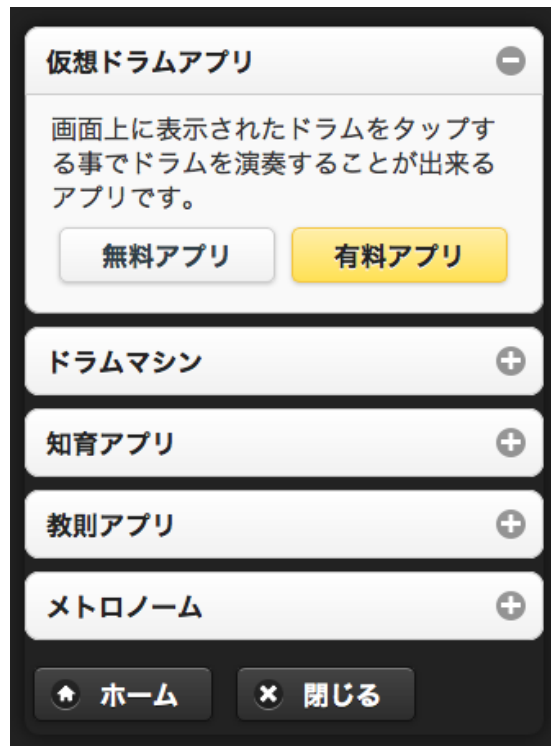 仮想ドラムアプリ
画面上に表示されたドラムをタップす
る事でドラムを演奏することが出来る
アプリです。
無料アプリ
有料アプリ
ドラムマシン
知育アプリ
教則アプリ
メトロノーム
ホーム
閉じる